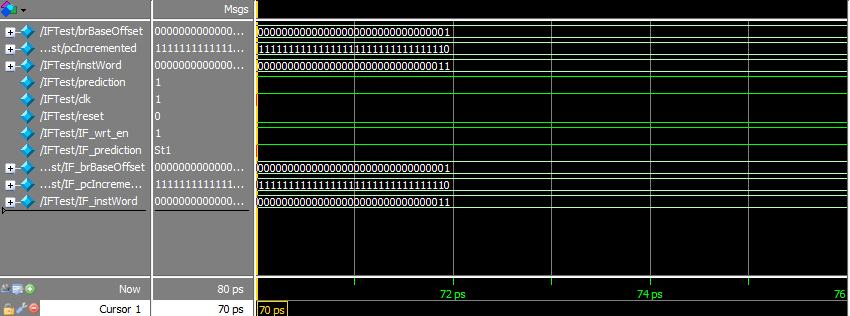 Msgs
/IFTest/brBaseOffset 0000000000000... 00000000000000000000000000000001
...st/pcIncremented 1111111111111... 11111111111111111111111111111110
/IFTest/instWord 0000000000000... 00000000000000000000000000000011
/IFTest/prediction 1
/IFTest/clk 1
/IFTest/reset 0
/IFTest/IF_wrt_en 1
/IFTest/IF_prediction St1
...st/IF_brBaseOffset 0000000000000... 00000000000000000000000000000001
...st/IF_pcIncreme... 1111111111111... 11111111111111111111111111111110
/IFTest/IF_instWord 0000000000000... 00000000000000000000000000000011
Now 80 ps 72 ps 74 ps 76
Cursor 1 70 ps 70 ps